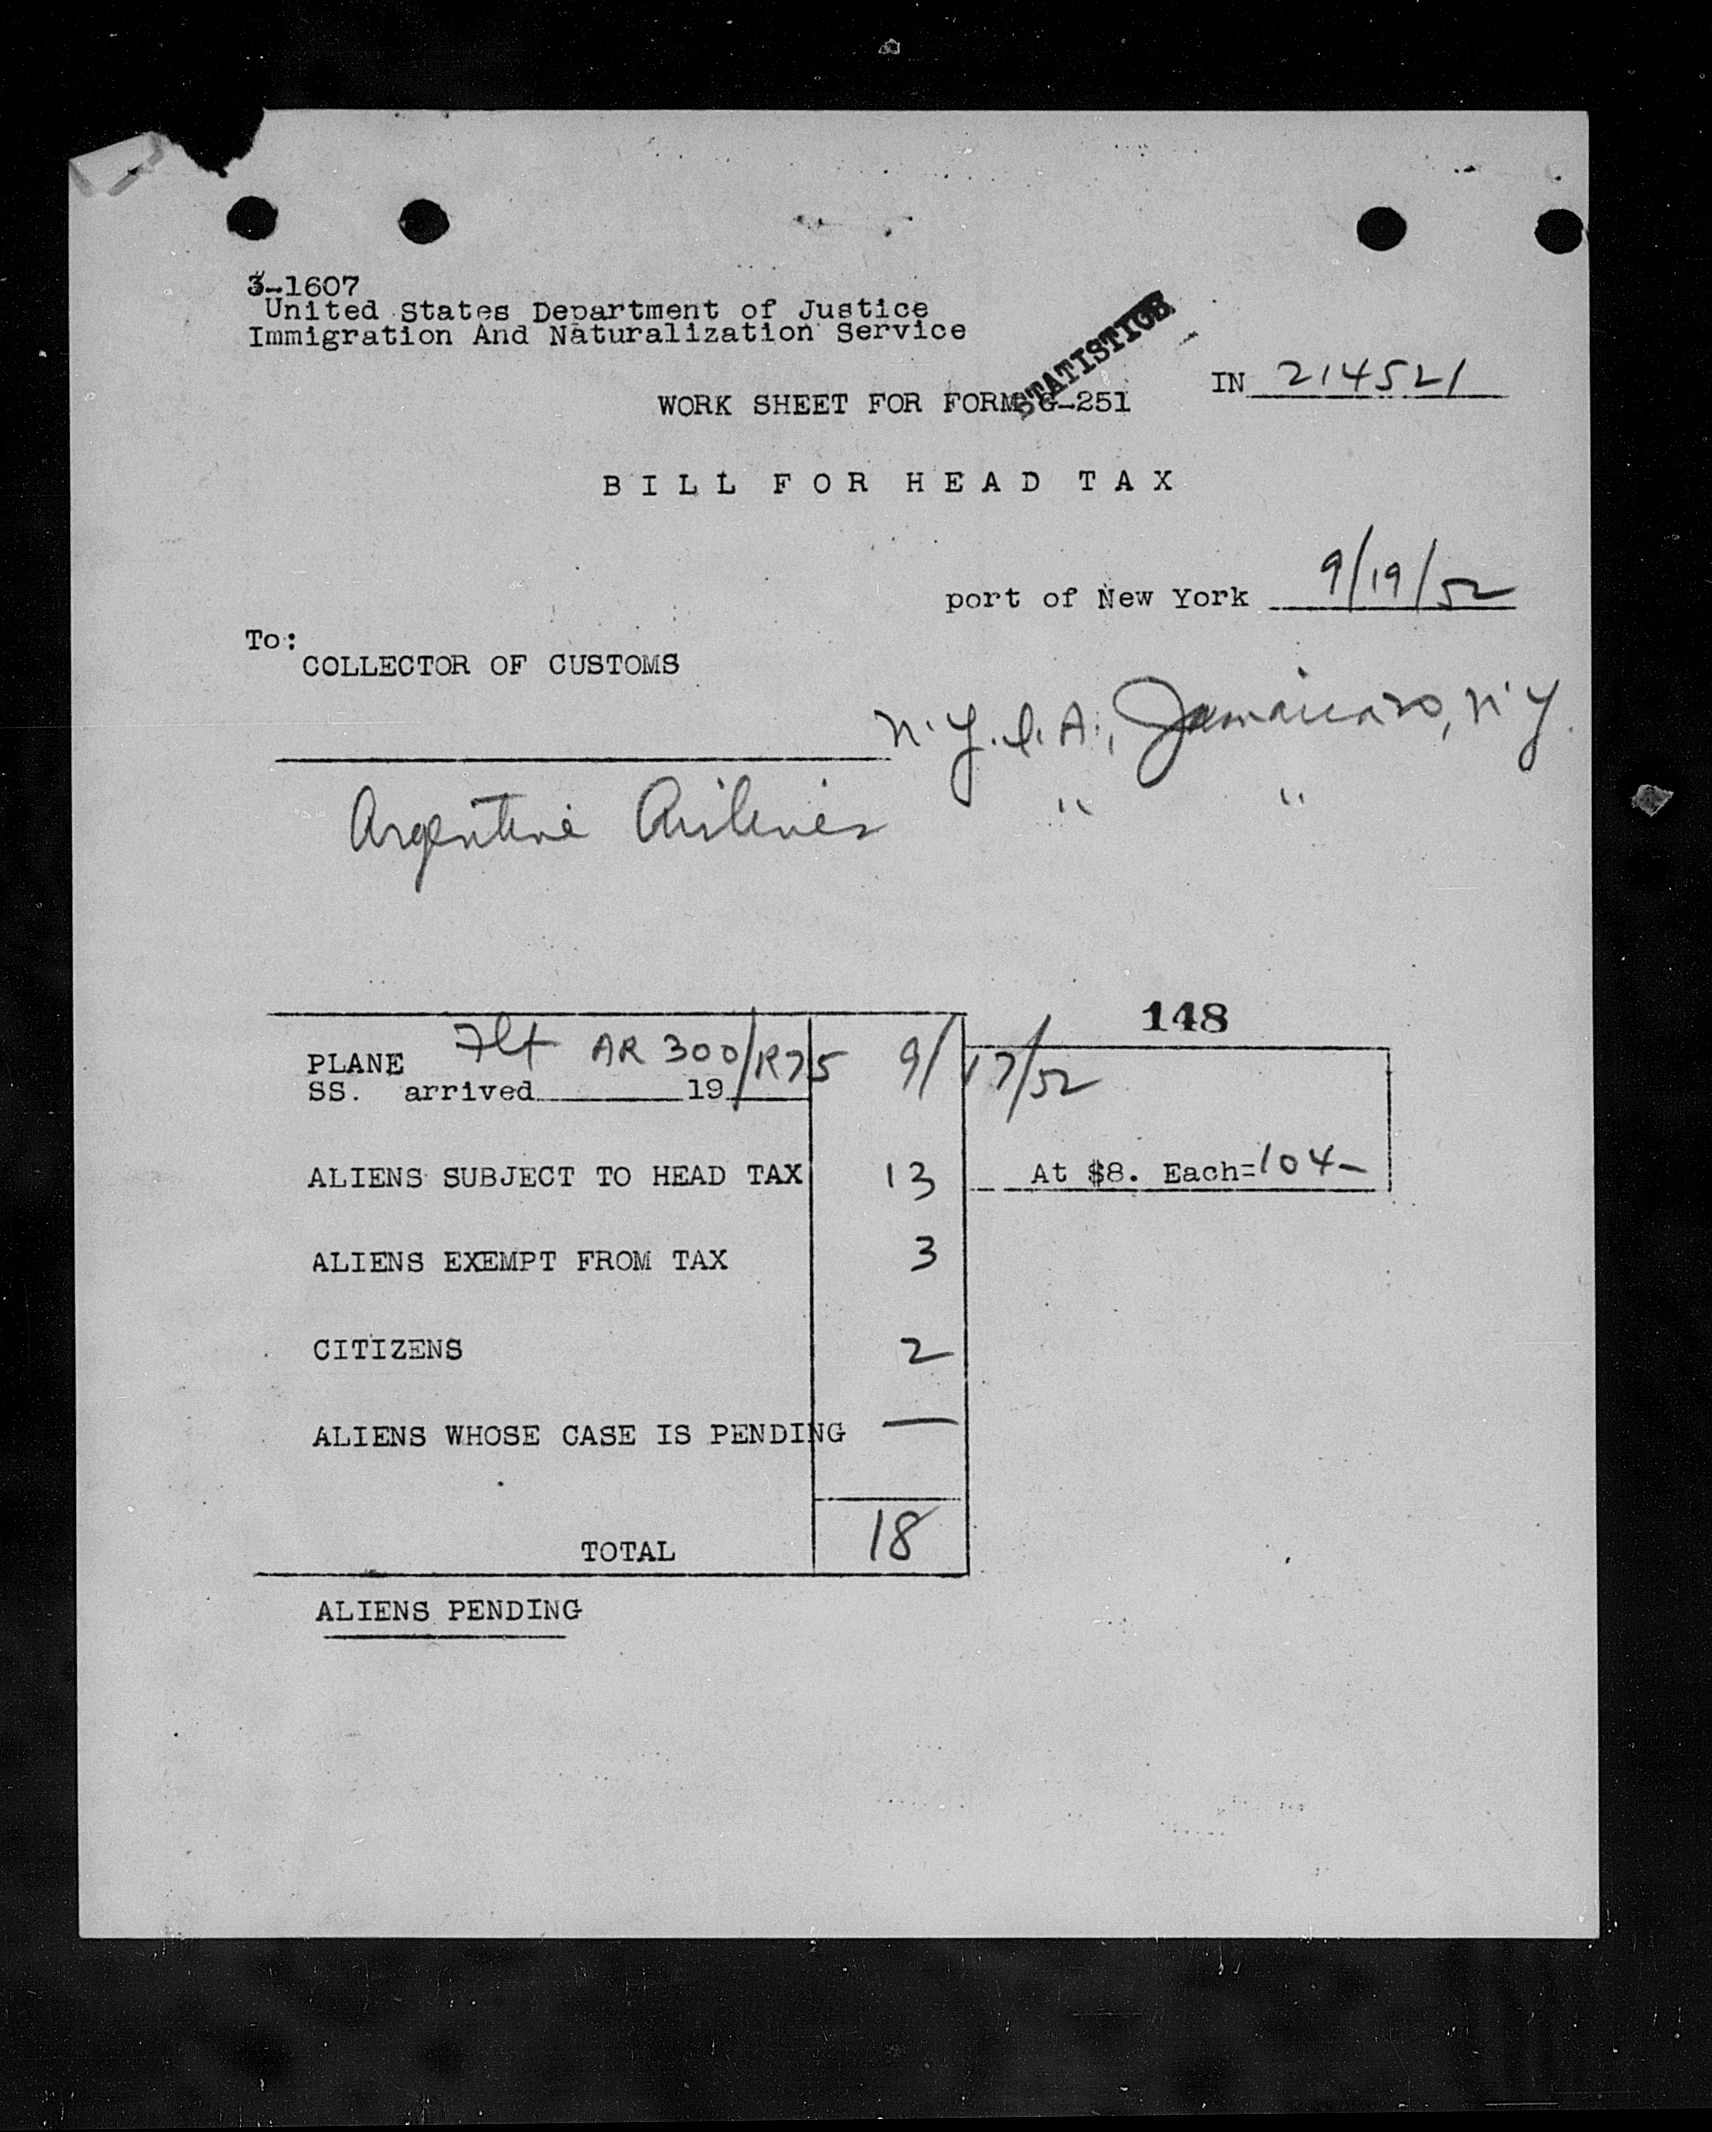 3-1607
United States Department of Justice
Immigration And Naturalization Service
STATISTICS
IN 214521
WORK SHEET FOR FORM G-251
BILL FOR HEAD TAX
port of New York 9/19/52
To:
COLLECTOR OF CUSTOMS
N.Y.I.A., Jamaica 30, N.Y.
Argentine Airlines " "
148
PLANE Flt AR 300/R75 9/17/52
SS. arrived 19
ALIENS SUBJECT TO HEAD TAX 13 At $8. Each=104-
ALIENS EXEMPT FROM TAX 3
CITIZENS 2
ALIENS WHOSE CASE IS PENDING —
TOTAL 18
ALIENS PENDING